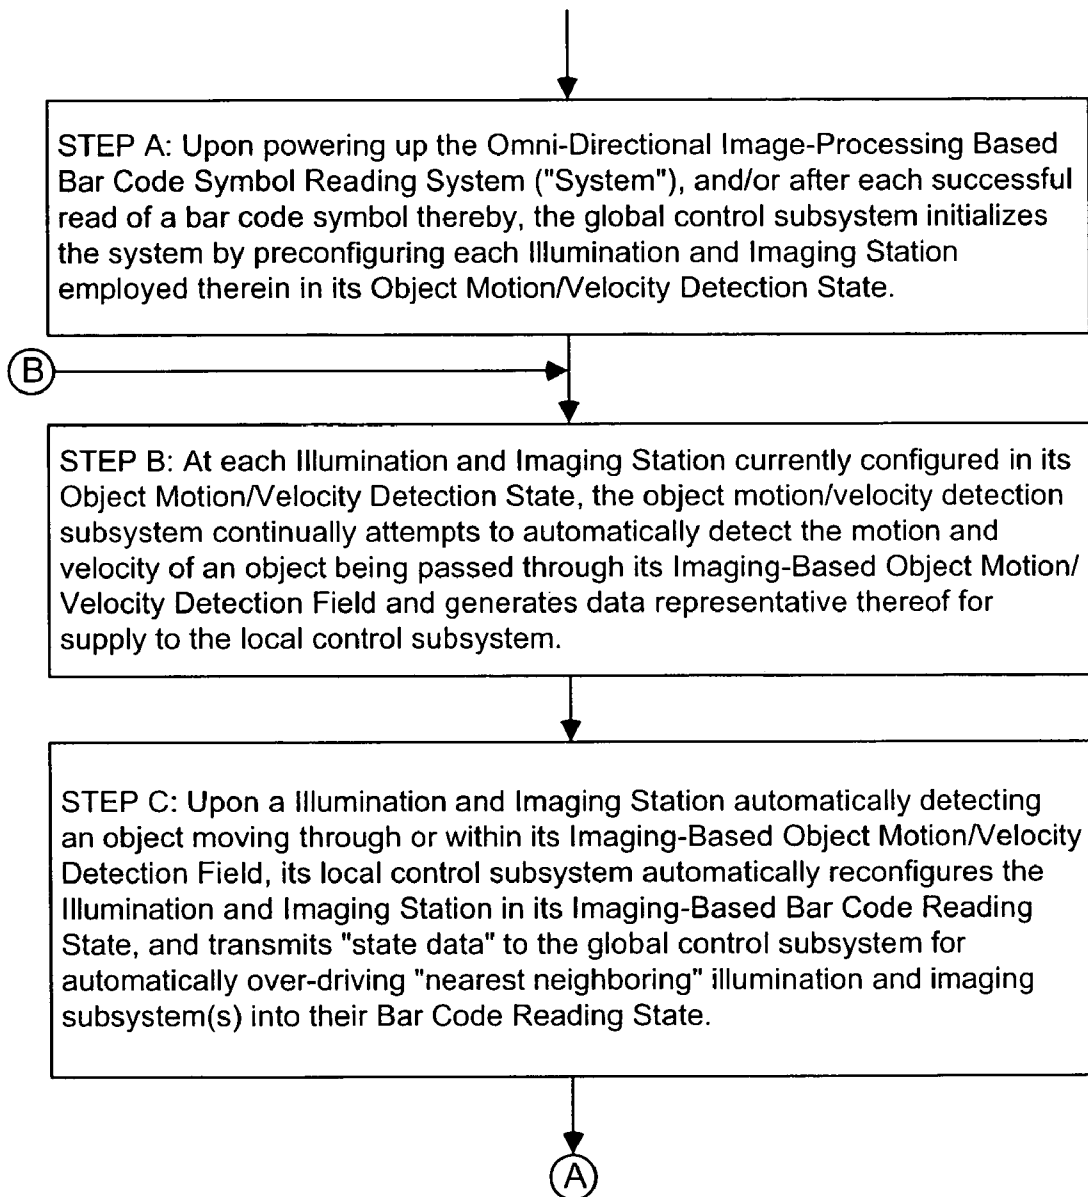 STEP A: Upon powering up the Omni-Directional Image-Processing Based
Bar Code Symbol Reading System ("System"), and/or after each successful
read of a bar code symbol thereby, the global control subsystem initializes
the system by preconfiguring each Illumination and Imaging Station
employed therein in its Object Motion/Velocity Detection State.
B
STEP B: At each Illumination and Imaging Station currently configured in its
Object Motion/Velocity Detection State, the object motion/velocity detection
subsystem continually attempts to automatically detect the motion and
velocity of an object being passed through its Imaging-Based Object Motion/
Velocity Detection Field and generates data representative thereof for
supply to the local control subsystem.
STEP C: Upon a Illumination and Imaging Station automatically detecting
an object moving through or within its Imaging-Based Object Motion/Velocity
Detection Field, its local control subsystem automatically reconfigures the
Illumination and Imaging Station in its Imaging-Based Bar Code Reading
State, and transmits "state data" to the global control subsystem for
automatically over-driving "nearest neighboring" illumination and imaging
subsystem(s) into their Bar Code Reading State.
A